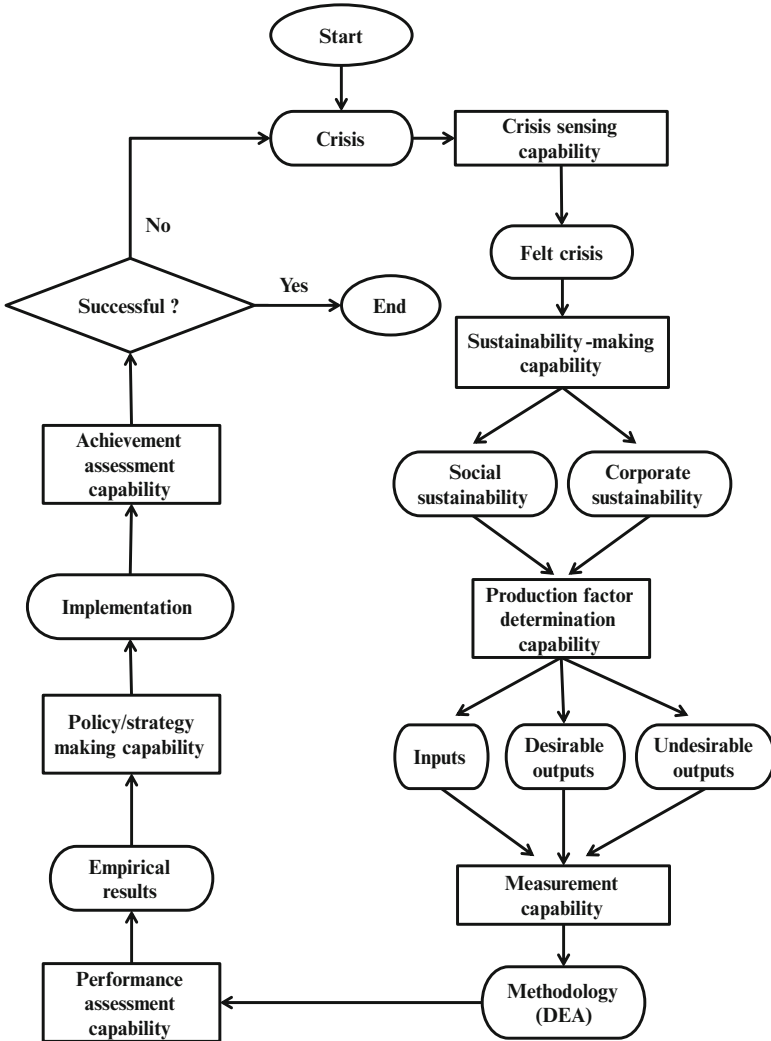 Start
Crisis
Crisis sensing
capability
Felt crisis
Sustainability-making
capability
Social
sustainability
Corporate
sustainability
Production factor
determination
capability
Inputs
Desirable
outputs
Undesirable
outputs
Measurement
capability
Methodology
(DEA)
Performance
assessment
capability
Empirical
results
Policy/strategy
making capability
Implementation
Achievement
assessment
capability
Successful ?
No
Yes
End